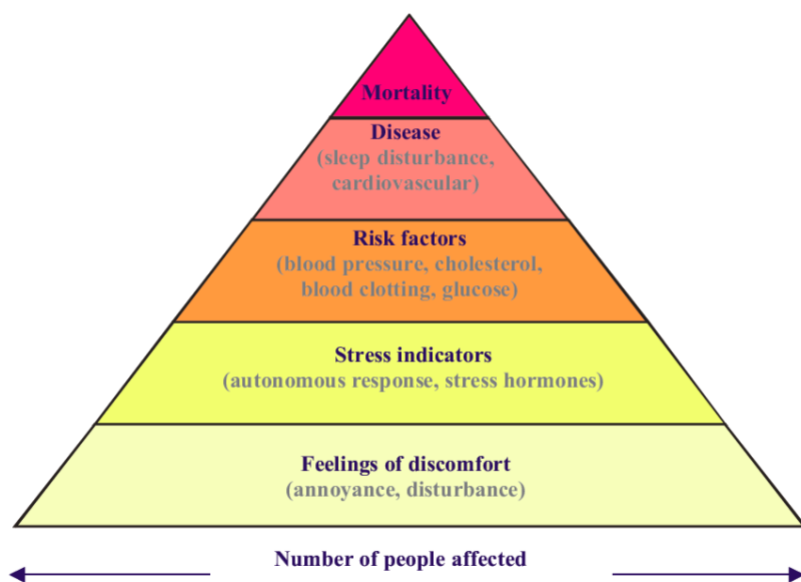 Mortality
Disease
(sleep disturbance,
cardiovascular)
Risk factors
(blood pressure, cholesterol,
blood clotting, glucose)
Stress indicators
(autonomous response, stress hormones)
Feelings of discomfort
(annoyance, disturbance)
Number of people affected